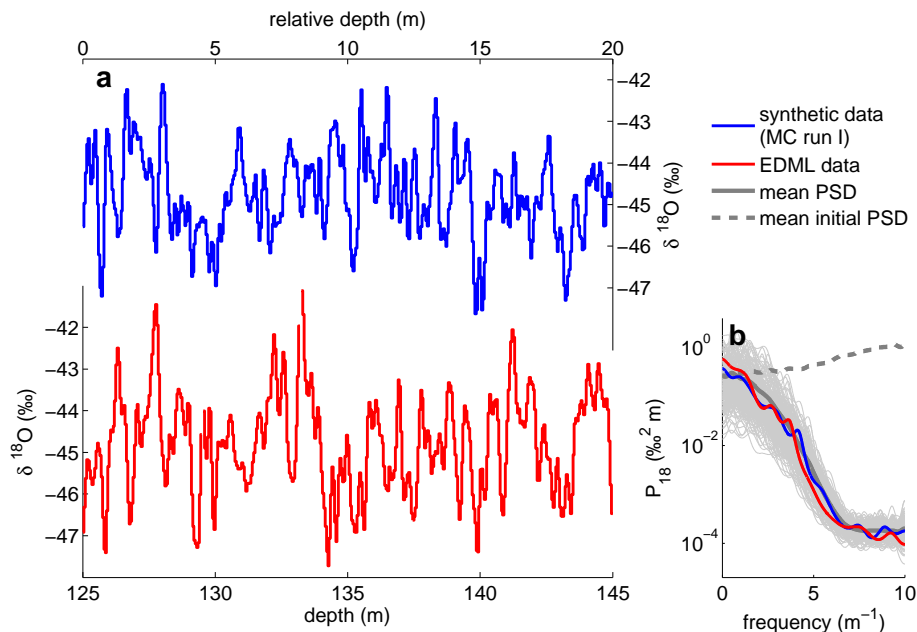 relative depth (m)
0 5 10 15 20
a
−42
−43
−44
−45
−46
−47
δ ¹⁸O (‰)
synthetic data
(MC run I)
EDML data
mean PSD
mean initial PSD
−42
−43
−44
−45
−46
−47
δ ¹⁸O (‰)
125 130 135 140 145
depth (m)
b
10⁰
10⁻²
10⁻⁴
P₁₈ (‰² m)
0 5 10
frequency (m⁻¹)